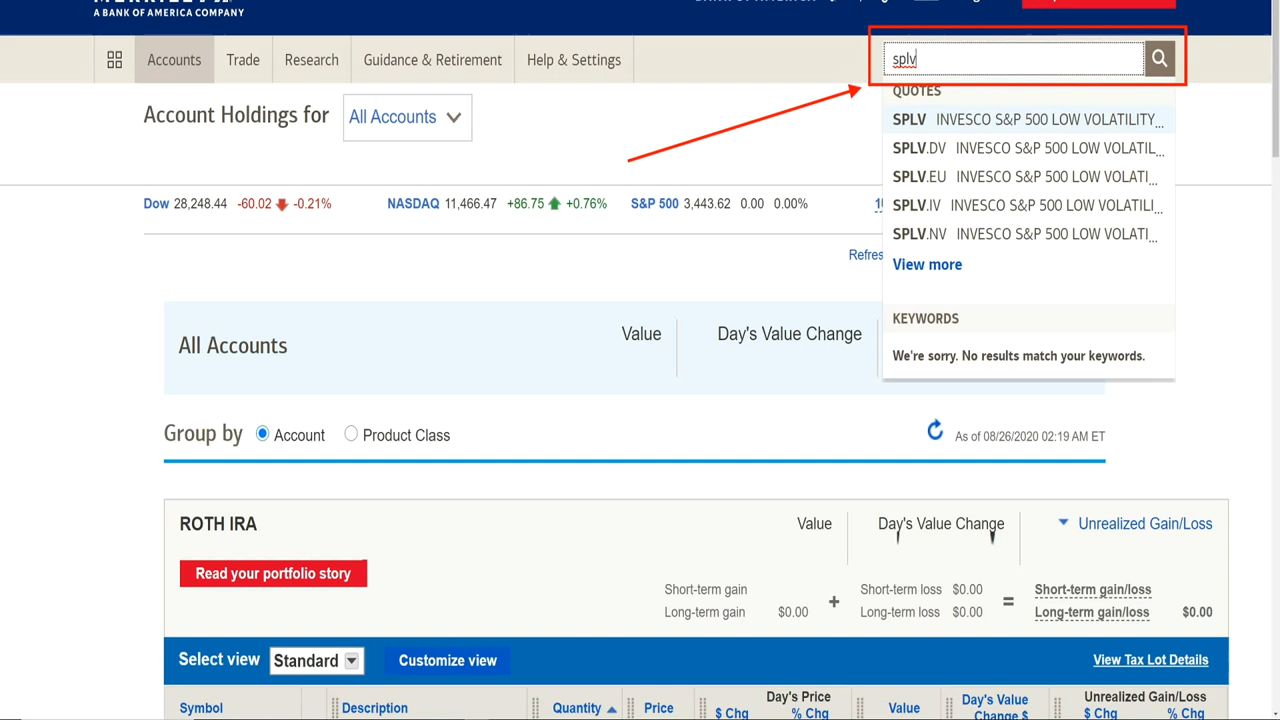 A BANK OF AMERICA COMPANY
Accounts Trade Research Guidance & Retirement Help & Settings
splv
QUOTES
SPLV INVESCO S&P 500 LOW VOLATILITY...
SPLV.DV INVESCO S&P 500 LOW VOLATIL...
SPLV.EU INVESCO S&P 500 LOW VOLATI...
SPLV.IV INVESCO S&P 500 LOW VOLATILI...
SPLV.NV INVESCO S&P 500 LOW VOLATI...
View more
KEYWORDS
We're sorry. No results match your keywords.
Account Holdings for All Accounts
Dow 28,248.44 -60.02 -0.21% NASDAQ 11,466.47 +86.75 +0.76% S&P 500 3,443.62 0.00 0.00%
Refres
All Accounts Value Day's Value Change
Group by Account Product Class As of 08/26/2020 02:19 AM ET
ROTH IRA Value Day's Value Change Unrealized Gain/Loss
Read your portfolio story
Short-term gain Short-term loss $0.00 Short-term gain/loss
Long-term gain $0.00 + Long-term loss $0.00 = Long-term gain/loss $0.00
Select view Standard Customize view View Tax Lot Details
Symbol Description Quantity Price
Day's Price
$ Chg % Chg
Value
Day's Value
Change $
Unrealized Gain/Loss
$ Chg % Chg